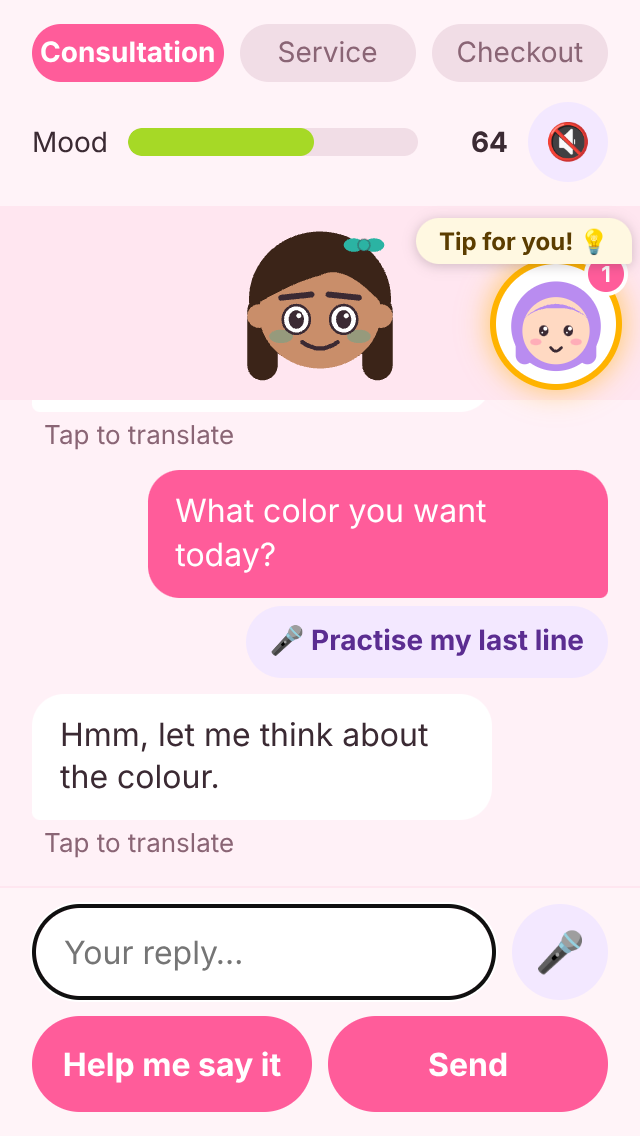 Consultation Service Checkout
Mood 64
Tip for you! 💡
1
Tap to translate
What color you want
today?
🎤 Practise my last line
Hmm, let me think about
the colour.
Tap to translate
Your reply...
Help me say it Send